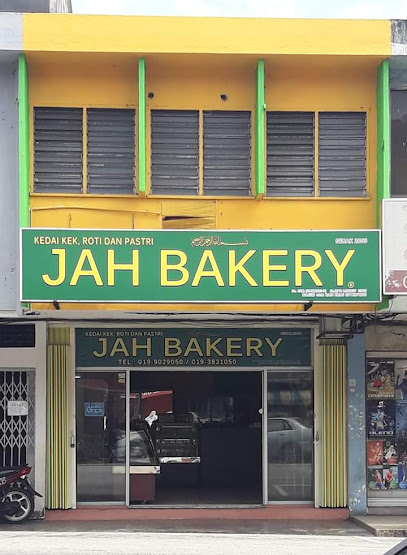 KEDAI KEK, ROTI DAN PASTRI
SEJAK 2005
JAH BAKERY
KEDAI KEK, ROTI DAN PASTRI
JAH BAKERY
TEL : 019-9029050 / 019-3831050
OPEN